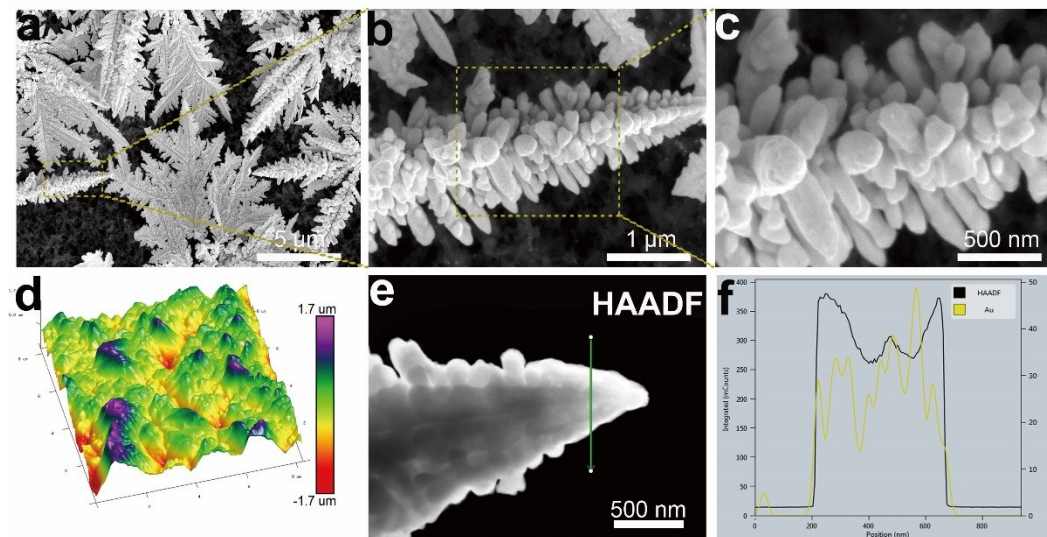 a
5 um
b
1 μm
c
500 nm
d
1.7 um
-1.7 um
e
HAADF
500 nm
f
HAADF
Au
400
350
300
250
200
150
100
50
0
50
40
30
20
10
0
Integrated (mCounts)
0
200
400
600
800
Position (nm)